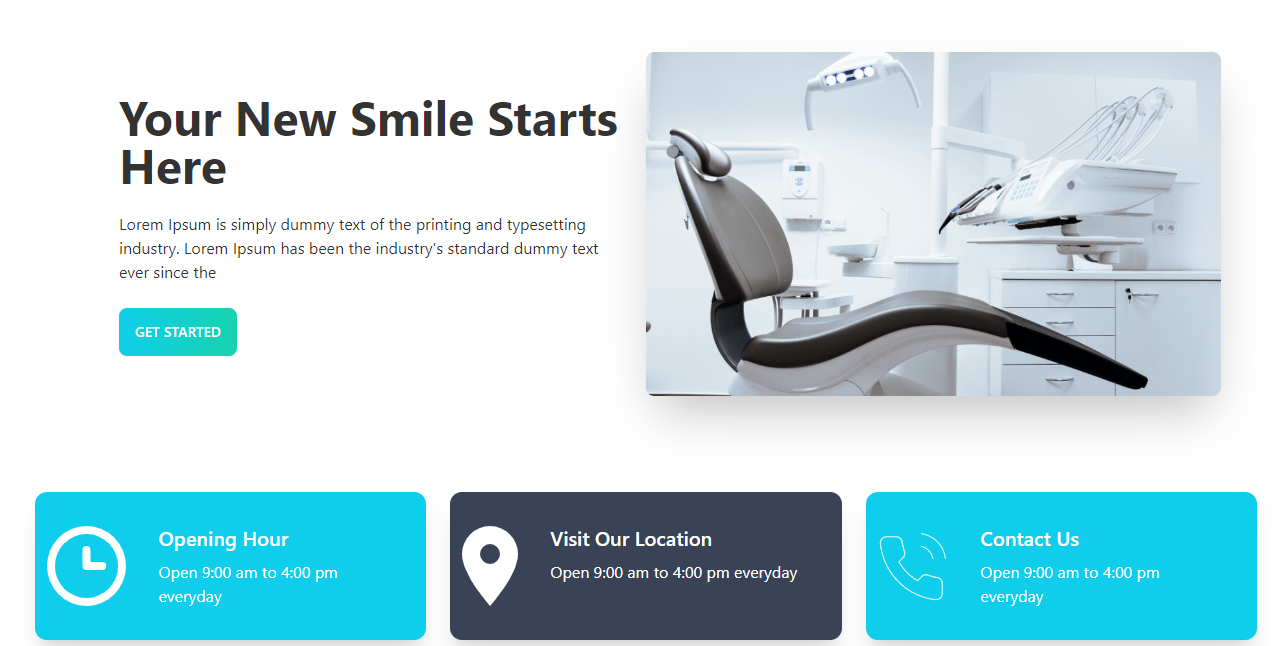 Your New Smile Starts
Here
Lorem Ipsum is simply dummy text of the printing and typesetting
industry. Lorem Ipsum has been the industry's standard dummy text
ever since the
GET STARTED
Opening Hour
Open 9:00 am to 4:00 pm
everyday
Visit Our Location
Open 9:00 am to 4:00 pm everyday
Contact Us
Open 9:00 am to 4:00 pm
everyday